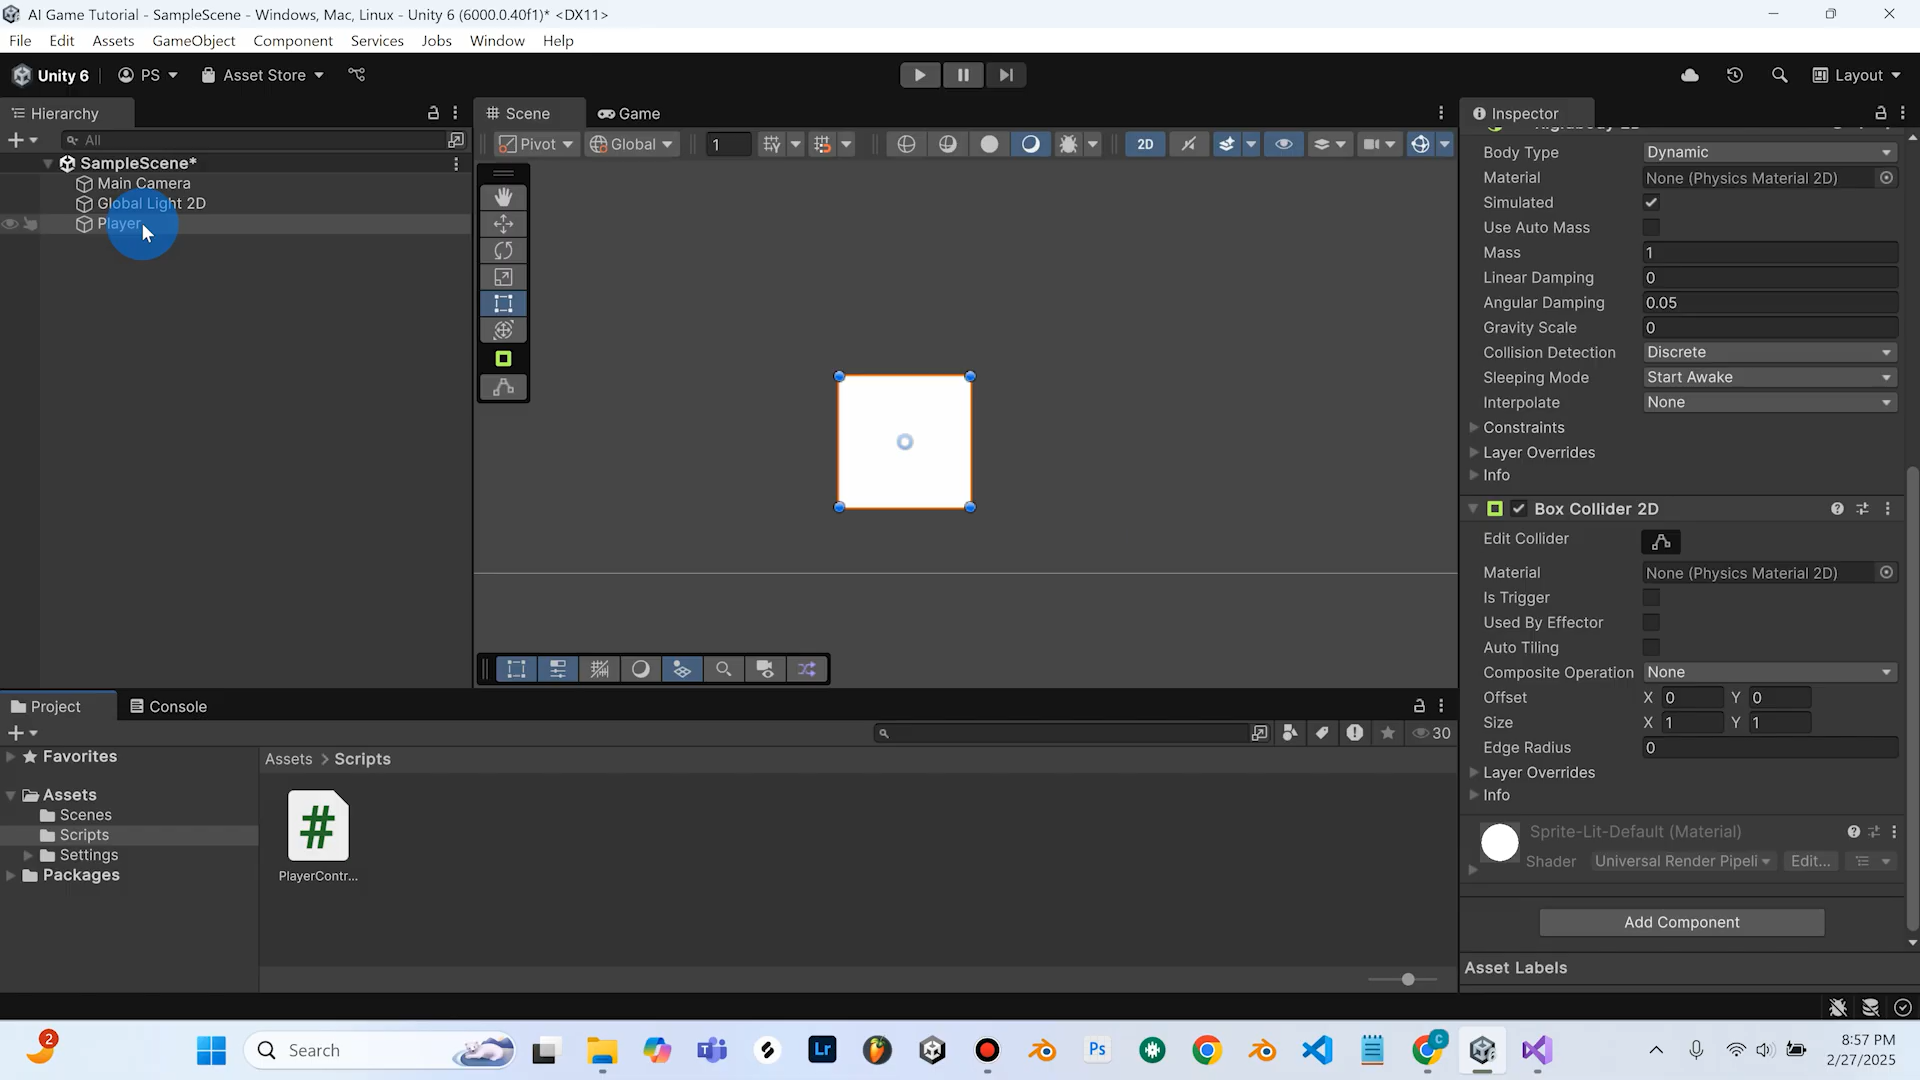 AI Game Tutorial - SampleScene - Windows, Mac, Linux - Unity 6 (6000.0.40f1)* <DX11>
File Edit Assets GameObject Component Services Jobs Window Help
Unity 6 PS Asset Store Layout
Hierarchy
All
SampleScene*
Main Camera
Global Light 2D
Player
Scene Game
Pivot Global 1 2D
Inspector
Body Type Dynamic
Material None (Physics Material 2D)
Simulated
Use Auto Mass
Mass 1
Linear Damping 0
Angular Damping 0.05
Gravity Scale 0
Collision Detection Discrete
Sleeping Mode Start Awake
Interpolate None
Constraints
Layer Overrides
Info
Box Collider 2D
Edit Collider
Material None (Physics Material 2D)
Is Trigger
Used By Effector
Auto Tiling
Composite Operation None
Offset X 0 Y 0
Size X 1 Y 1
Edge Radius 0
Layer Overrides
Info
Sprite-Lit-Default (Material)
Shader Universal Render Pipeli Edit...
Add Component
Asset Labels
Project Console
30
Favorites
Assets
Scenes
Scripts
Settings
Packages
Assets > Scripts
#
PlayerContr...
2
Search
Lr
Ps
C
8:57 PM
2/27/2025